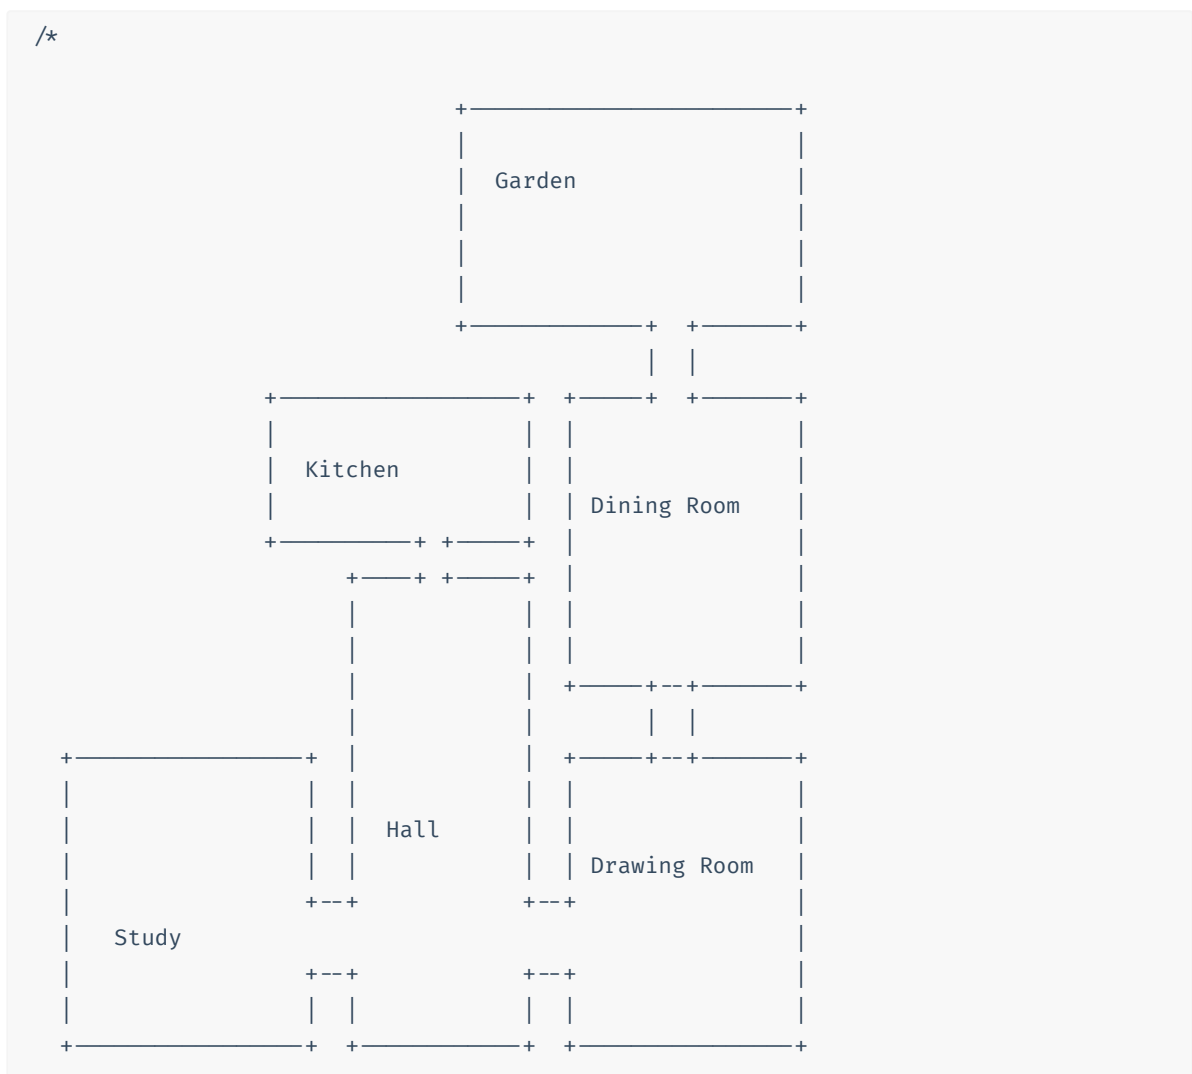 /*
Garden
Kitchen
Dining Room
Hall
Drawing Room
Study